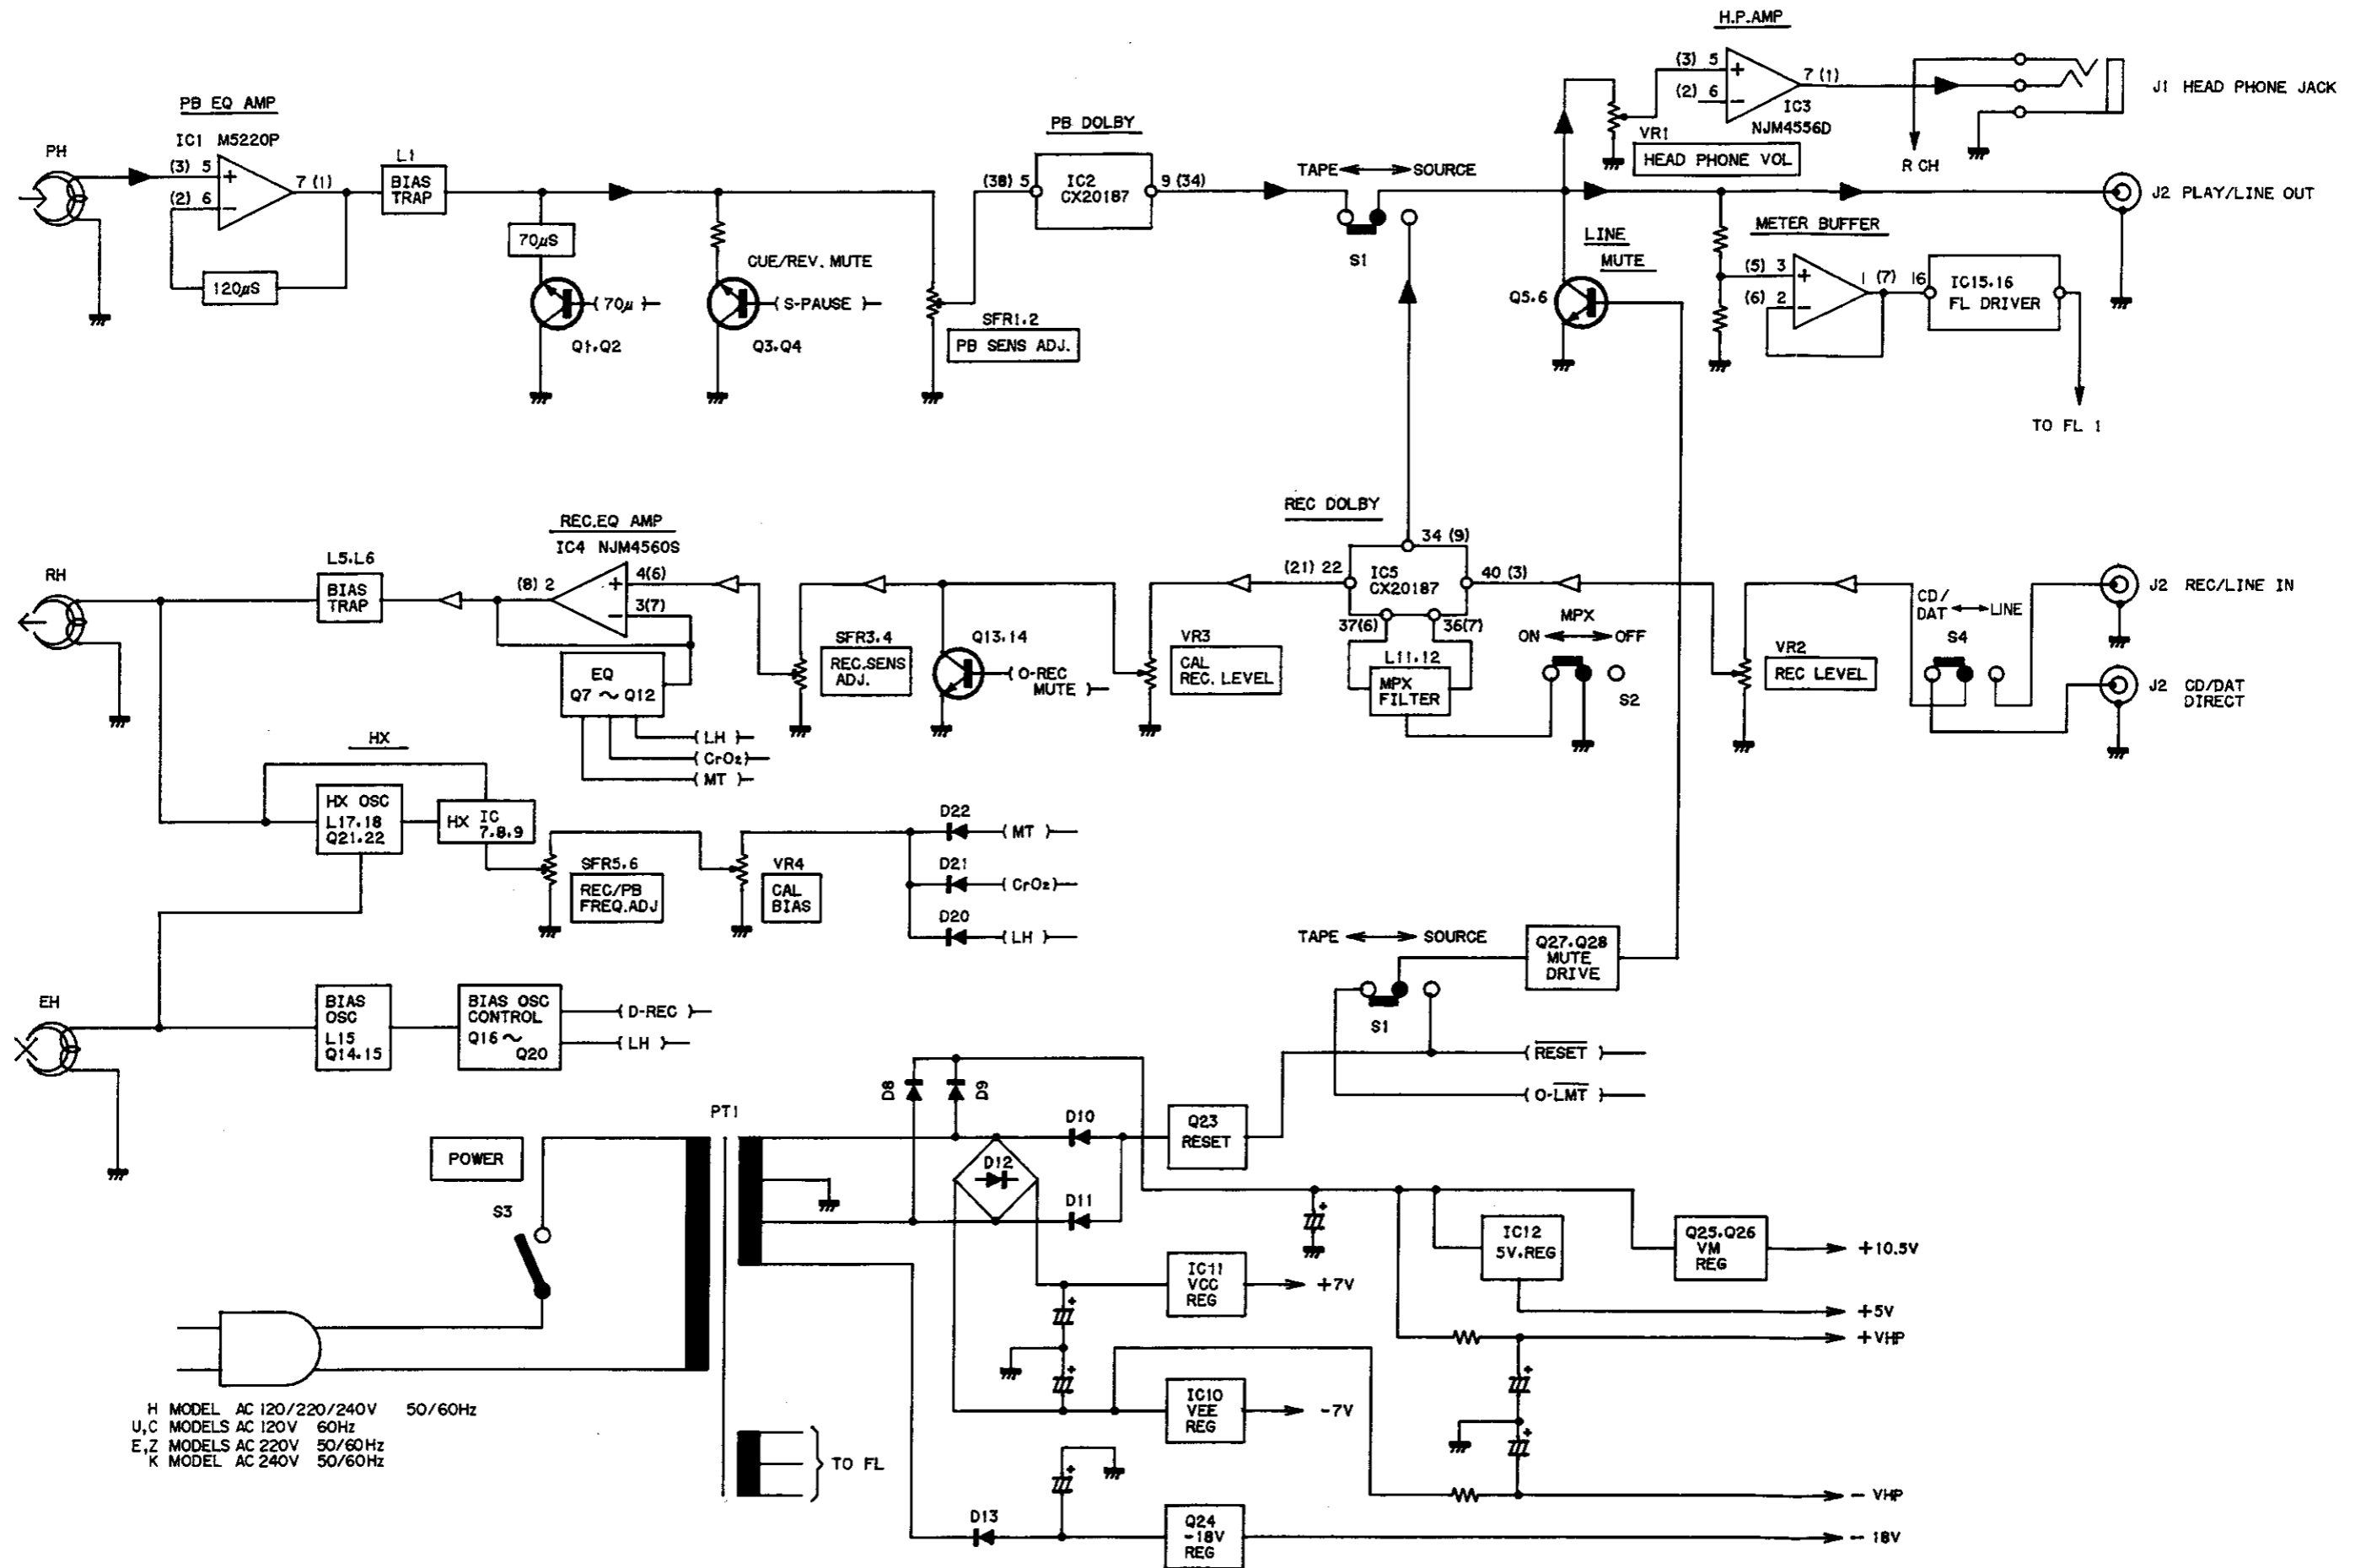 H.P.AMP
(3) 5
(2) 6
7 (1)
IC3
NJM4556D
VR1
HEAD PHONE VOL
R CH
J1 HEAD PHONE JACK
PB EQ AMP
IC1 M5220P
PH
(3) 5
(2) 6
7 (1)
120µS
L1
BIAS
TRAP
70µS
( 70µ )
Q1.Q2
CUE/REV. MUTE
( S-PAUSE )
Q3.Q4
SFR1.2
PB SENS ADJ.
PB DOLBY
(38) 5
IC2
CX20187
9 (34)
TAPE
SOURCE
S1
LINE
MUTE
Q5.6
J2 PLAY/LINE OUT
METER BUFFER
(5) 3
(6) 2
1 (7)
16
IC15.16
FL DRIVER
TO FL 1
REC.EQ AMP
IC4 NJM4560S
RH
L5.L6
BIAS
TRAP
(8) 2
4(6)
3(7)
EQ
Q7 ~ Q12
( LH )
( CrO2 )
( MT )
SFR3.4
REC.SENS
ADJ.
Q13.14
( O-REC
MUTE )
VR3
CAL
REC. LEVEL
REC DOLBY
34 (9)
(21) 22
IC5
CX20187
40 (3)
37(6)
36(7)
L11.12
MPX
FILTER
MPX
ON
OFF
S2
VR2
REC LEVEL
CD/
DAT
LINE
S4
J2 REC/LINE IN
J2 CD/DAT
DIRECT
HX
HX OSC
L17.18
Q21.22
HX IC
7.8.9
SFR5.6
REC/PB
FREQ.ADJ
VR4
CAL
BIAS
D22
( MT )
D21
( CrO2 )
D20
( LH )
EH
BIAS
OSC
L15
Q14.15
BIAS OSC
CONTROL
Q16 ~
Q20
( D-REC )
( LH )
TAPE
SOURCE
S1
Q27.Q28
MUTE
DRIVE
( RESET )
( O-LMT )
PT1
POWER
S3
D8
D9
D10
D11
D12
Q23
RESET
IC11
VCC
REG
+7V
IC12
5V.REG
Q25.Q26
VM
REG
+10.5V
+5V
+VHP
IC10
VEE
REG
-7V
- VHP
D13
Q24
-18V
REG
- 18V
TO FL
H MODEL AC 120/220/240V 50/60Hz
U,C MODELS AC 120V 60Hz
E,Z MODELS AC 220V 50/60Hz
K MODEL AC 240V 50/60Hz